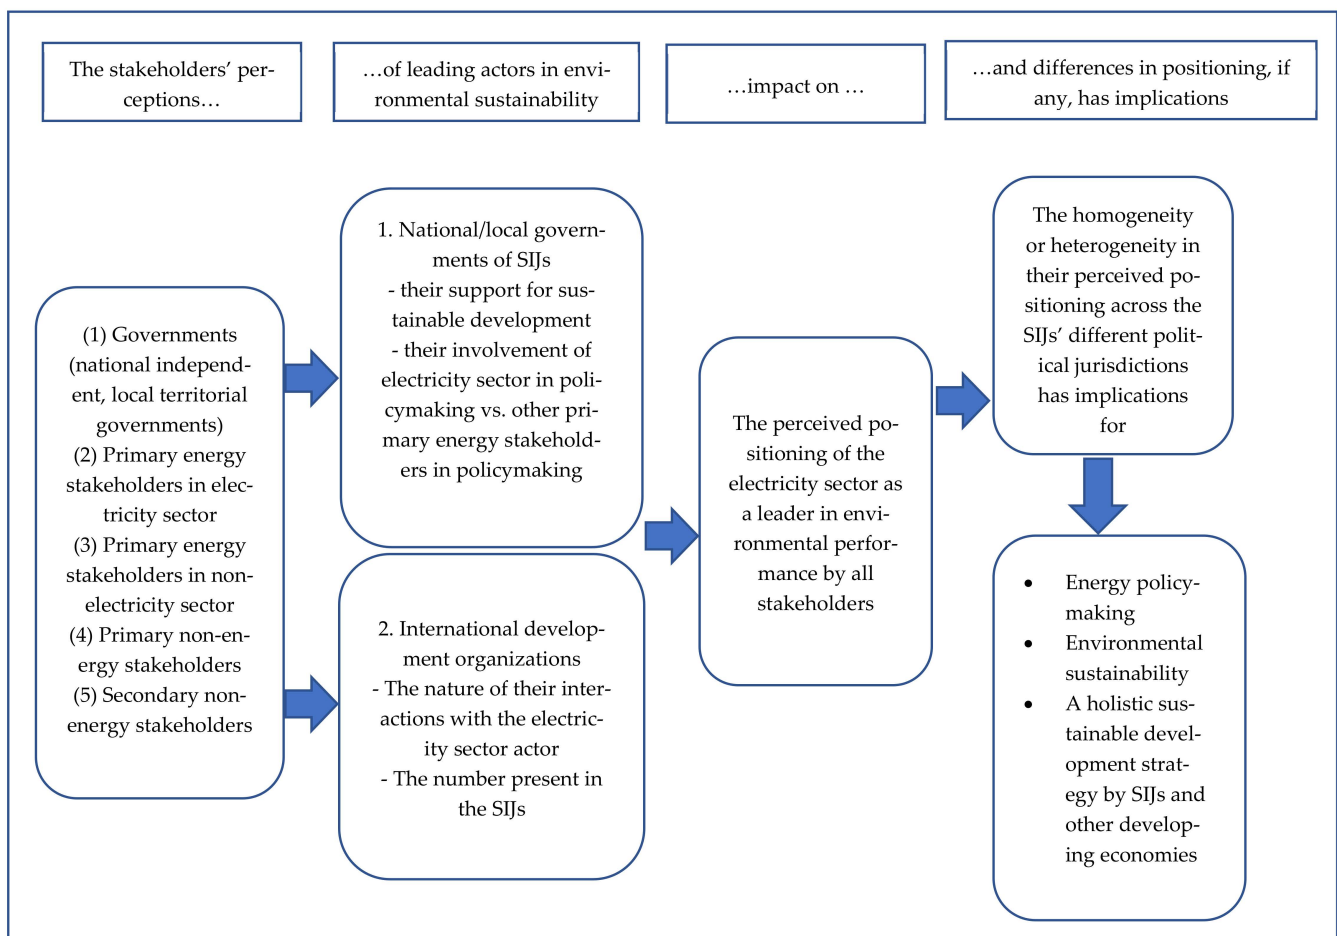 The stakeholders’ per-
ceptions…
…of leading actors in envi-
ronmental sustainability
…impact on …
…and differences in positioning, if
any, has implications
(1) Governments
(national independ-
ent, local territorial
governments)
(2) Primary energy
stakeholders in elec-
tricity sector
(3) Primary energy
stakeholders in non-
electricity sector
(4) Primary non-en-
ergy stakeholders
(5) Secondary non-
energy stakeholders
1. National/local govern-
ments of SIJs
- their support for sus-
tainable development
- their involvement of
electricity sector in poli-
cymaking vs. other pri-
mary energy stakehold-
ers in policymaking
2. International develop-
ment organizations
- The nature of their inter-
actions with the electric-
ity sector actor
- The number present in
the SIJs
The perceived po-
sitioning of the
electricity sector as
a leader in envi-
ronmental perfor-
mance by all
stakeholders
The homogeneity
or heterogeneity in
their perceived po-
sitioning across the
SIJs’ different polit-
ical jurisdictions
has implications
for
• Energy policy-
making
• Environmental
sustainability
• A holistic sus-
tainable devel-
opment strat-
egy by SIJs and
other develop-
ing economies